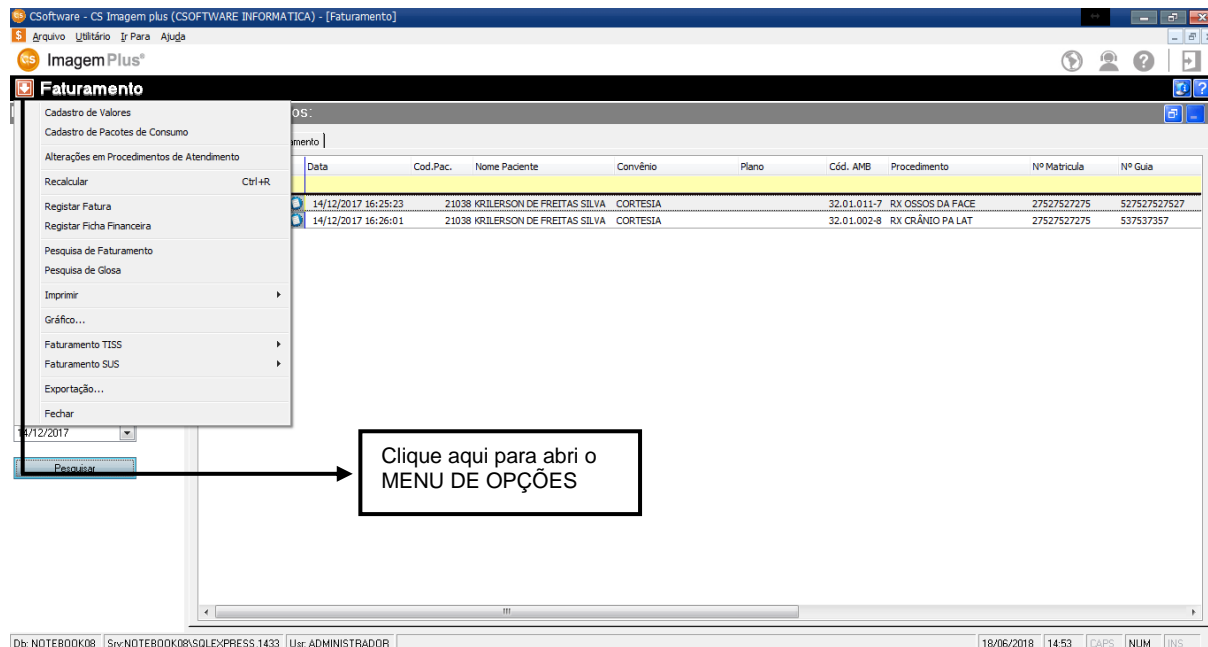 CSoftware - CS Imagem plus (CSOFTWARE INFORMATICA) - [Faturamento]
Arquivo Utilitário Ir Para Ajuda
CS Imagem Plus®
Faturamento
os:
amento
Data Cod.Pac. Nome Paciente Convênio Plano Cód. AMB Procedimento Nº Matricula Nº Guia
14/12/2017 16:25:23 21038 KRILERSON DE FREITAS SILVA CORTESIA 32.01.011-7 RX OSSOS DA FACE 27527527275 527527527527
14/12/2017 16:26:01 21038 KRILERSON DE FREITAS SILVA CORTESIA 32.01.002-8 RX CRÂNIO PA LAT 27527527275 537537357
Cadastro de Valores
Cadastro de Pacotes de Consumo
Alterações em Procedimentos de Atendimento
Recalcular Ctrl+R
Registar Fatura
Registar Ficha Financeira
Pesquisa de Faturamento
Pesquisa de Glosa
Imprimir
Gráfico...
Faturamento TISS
Faturamento SUS
Exportação...
Fechar
14/12/2017
Pesquisar
Clique aqui para abri o
MENU DE OPÇÕES
Db: NOTEBOOK08 Srv:NOTEBOOK08\SQLEXPRESS,1433 Usr: ADMINISTRADOR 18/06/2018 14:53 CAPS NUM INS